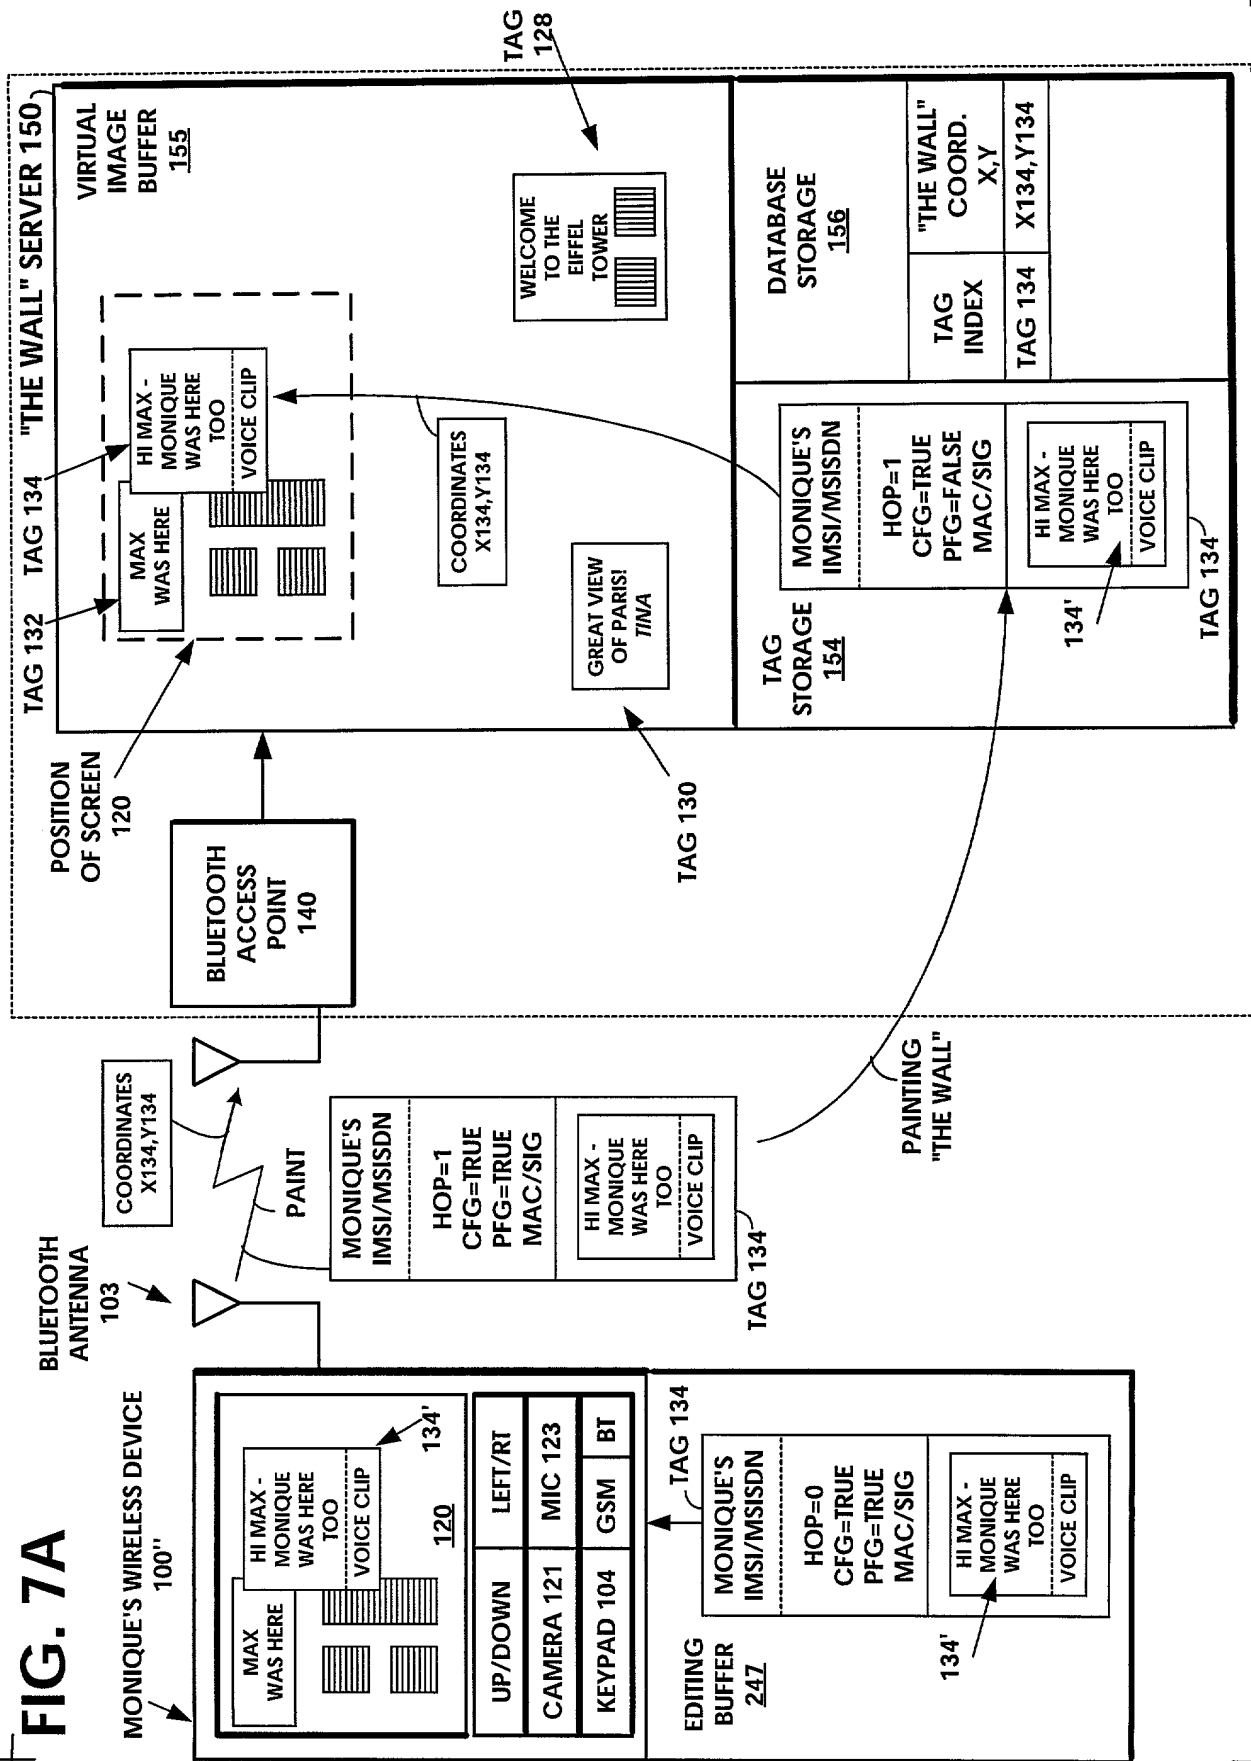 FIG. 7A
MONIQUE'S WIRELESS DEVICE
100"
MAX
WAS HERE
HI MAX -
MONIQUE
WAS HERE
TOO
VOICE CLIP
134'
120
UP/DOWN
LEFT/RT
CAMERA 121
MIC 123
KEYPAD 104
GSM
BT
EDITING
BUFFER
247
TAG 134
MONIQUE'S
IMSI/MSISDN
HOP=0
CFG=TRUE
PFG=TRUE
MAC/SIG
HI MAX -
MONIQUE
WAS HERE
TOO
VOICE CLIP
134'
BLUETOOTH
ANTENNA
103
COORDINATES
X134,Y134
PAINT
MONIQUE'S
IMSI/MSISDN
HOP=1
CFG=TRUE
PFG=TRUE
MAC/SIG
HI MAX -
MONIQUE
WAS HERE
TOO
VOICE CLIP
TAG 134
PAINTING
"THE WALL"
BLUETOOTH
ACCESS
POINT
140
POSITION
OF SCREEN
120
TAG 132
TAG 134
"THE WALL" SERVER 150
VIRTUAL
IMAGE
BUFFER
155
MAX
WAS HERE
HI MAX -
MONIQUE
WAS HERE
TOO
VOICE CLIP
COORDINATES
X134,Y134
GREAT VIEW
OF PARIS!
TINA
TAG 130
WELCOME
TO THE
EIFFEL
TOWER
TAG
128
TAG
STORAGE
154
MONIQUE'S
IMSI/MSISDN
HOP=1
CFG=TRUE
PFG=FALSE
MAC/SIG
HI MAX -
MONIQUE
WAS HERE
TOO
VOICE CLIP
134'
TAG 134
DATABASE
STORAGE
156
TAG
INDEX
"THE WALL"
COORD.
X,Y
TAG 134
X134,Y134